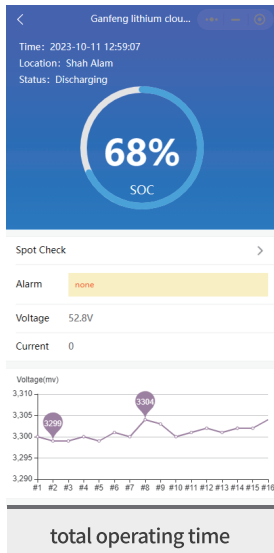 Ganfeng lithium clou...
Time: 2023-10-11 12:59:07
Location: Shah Alam
Status: Discharging
68%
SOC
Spot Check
Alarm none
Voltage 52.8V
Current 0
Voltage(mv)
3,310
3,305
3,300
3,295
3,290
3299
3304
#1 #2 #3 #4 #5 #6 #7 #8 #9 #10 #11 #12 #13 #14 #15 #16
total operating time